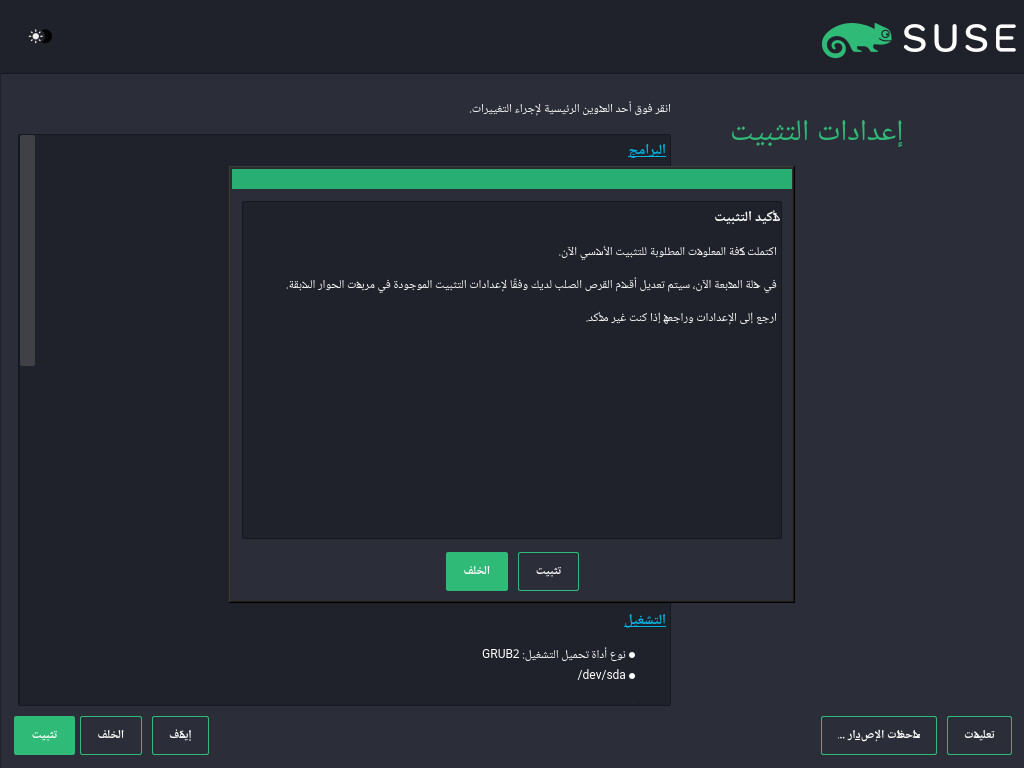 SUSE
إعدادات التثبيت
انقر فوق أحد العناوين الرئيسية لإجراء التغييرات.
البرامج
تأكيد التثبيت
اكتملت كافة المعلومات المطلوبة للتثبيت الأساسي الآن.
في حالة المتابعة الآن، سيتم تعديل أقسام القرص الصلب لديك وفقًا لإعدادات التثبيت الموجودة في مربعات الحوار السابقة.
ارجع إلى الإعدادات وراجعها إذا كنت غير متأكد.
تثبيت
الخلف
التشغيل
● نوع أداة تحميل التشغيل: GRUB2
● /dev/sda
تعليمات
ملاحظات الإصدار ...
إيقاف
الخلف
تثبيت